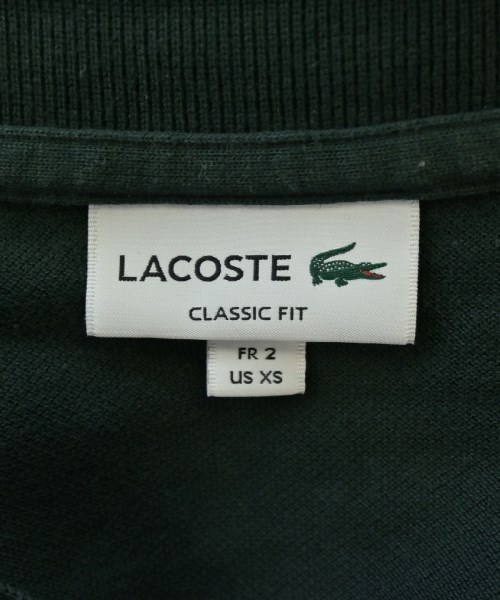 LACOSTE
CLASSIC FIT
FR 2
US XS